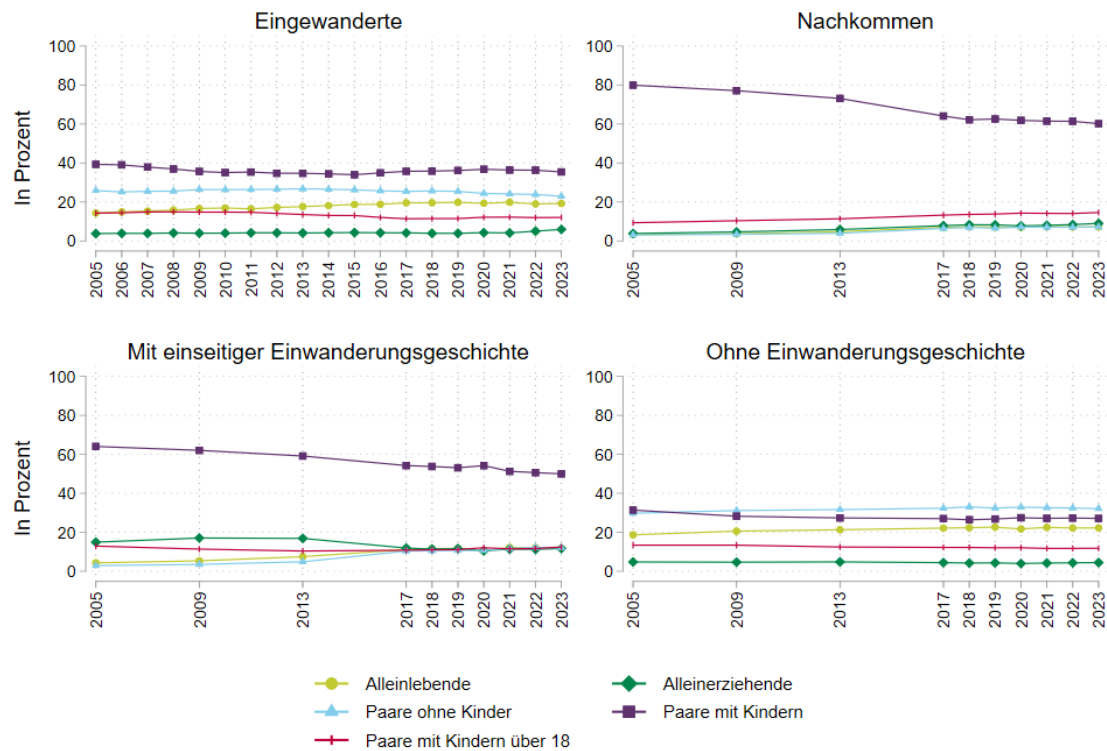 Eingewanderte
Nachkommen
In Prozent
100
80
60
40
20
0
2005 2006 2007 2008 2009 2010 2011 2012 2013 2014 2015 2016 2017 2018 2019 2020 2021 2022 2023
100
80
60
40
20
0
2005 2009 2013 2017 2018 2019 2020 2021 2022 2023
Mit einseitiger Einwanderungsgeschichte
Ohne Einwanderungsgeschichte
In Prozent
100
80
60
40
20
0
2005 2009 2013 2017 2018 2019 2020 2021 2022 2023
100
80
60
40
20
0
2005 2009 2013 2017 2018 2019 2020 2021 2022 2023
Alleinlebende
Alleinerziehende
Paare ohne Kinder
Paare mit Kindern
Paare mit Kindern über 18